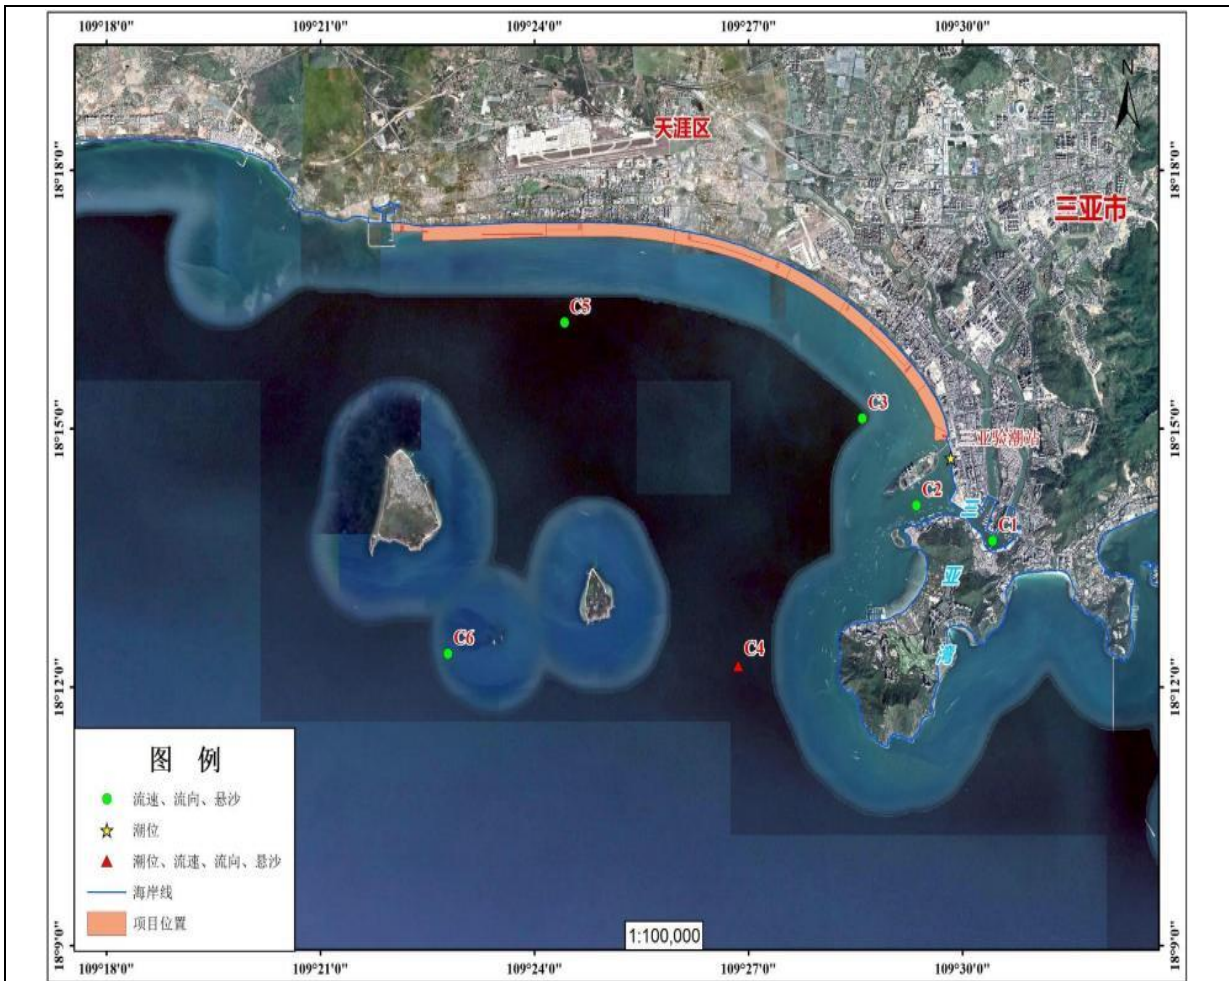 109°18'0" 109°21'0" 109°24'0" 109°27'0" 109°30'0"
N
天涯区
18°18'0" 18°18'0"
三亚市
C5
C3
18°15'0" 18°15'0"
三亚验潮站
C2
三
C1
亚
C6
C4
湾
18°12'0" 18°12'0"
图 例
流速、流向、悬沙
潮位
潮位、流速、流向、悬沙
海岸线
项目位置
1:100,000
18°9'0" 18°9'0"
109°18'0" 109°21'0" 109°24'0" 109°27'0" 109°30'0"